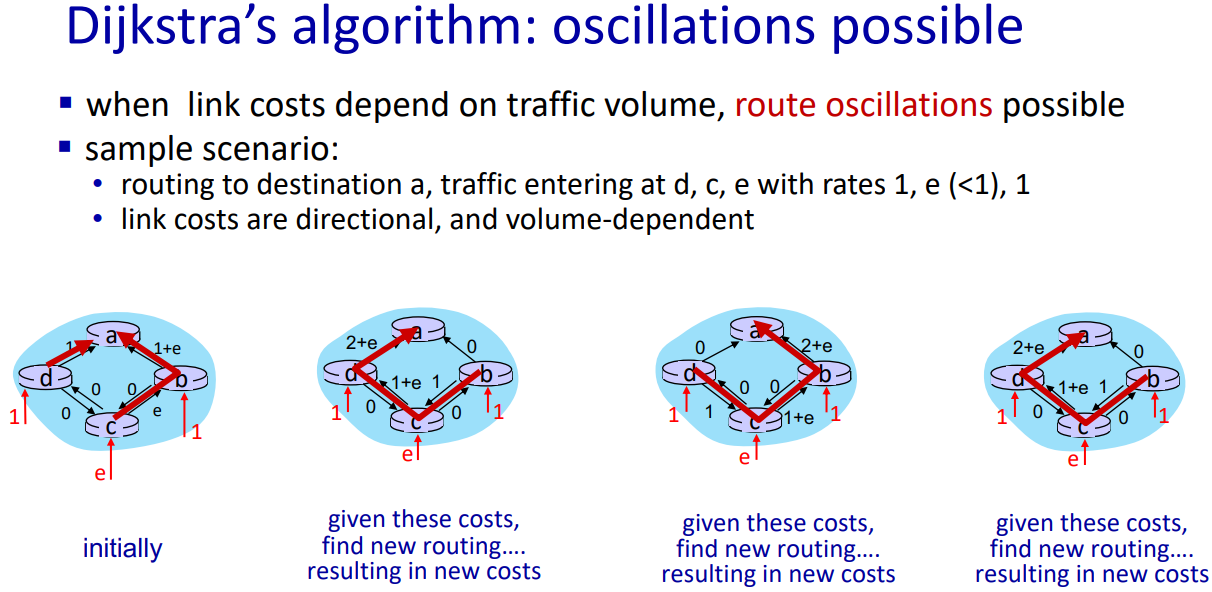 Dijkstra's algorithm: oscillations possible
▪ when link costs depend on traffic volume, route oscillations possible
▪ sample scenario:
• routing to destination a, traffic entering at d, c, e with rates 1, e (<1), 1
• link costs are directional, and volume-dependent
a
1
1+e
d
0
0
b
0
e
c
1
1
e
initially
a
2+e
0
d
1+e
1
b
0
0
c
1
1
e
given these costs,
find new routing....
resulting in new costs
a
0
2+e
d
0
0
b
1
1+e
c
1
1
e
given these costs,
find new routing....
resulting in new costs
a
2+e
0
d
1+e
1
b
0
0
c
1
1
e
given these costs,
find new routing....
resulting in new costs